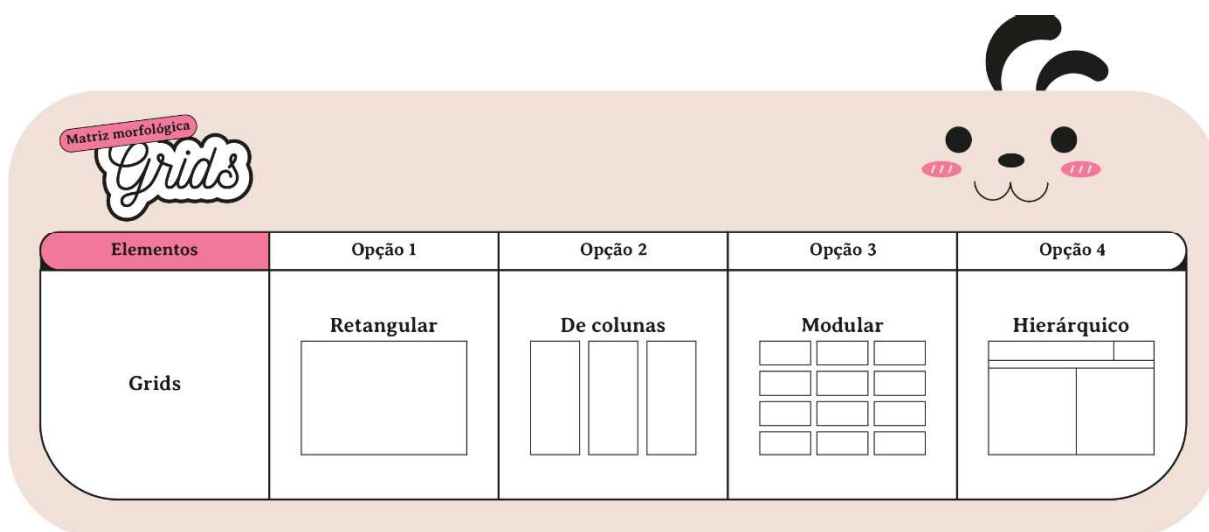 Matriz morfológica
Grids
Elementos Opção 1 Opção 2 Opção 3 Opção 4
Grids Retangular De colunas Modular Hierárquico